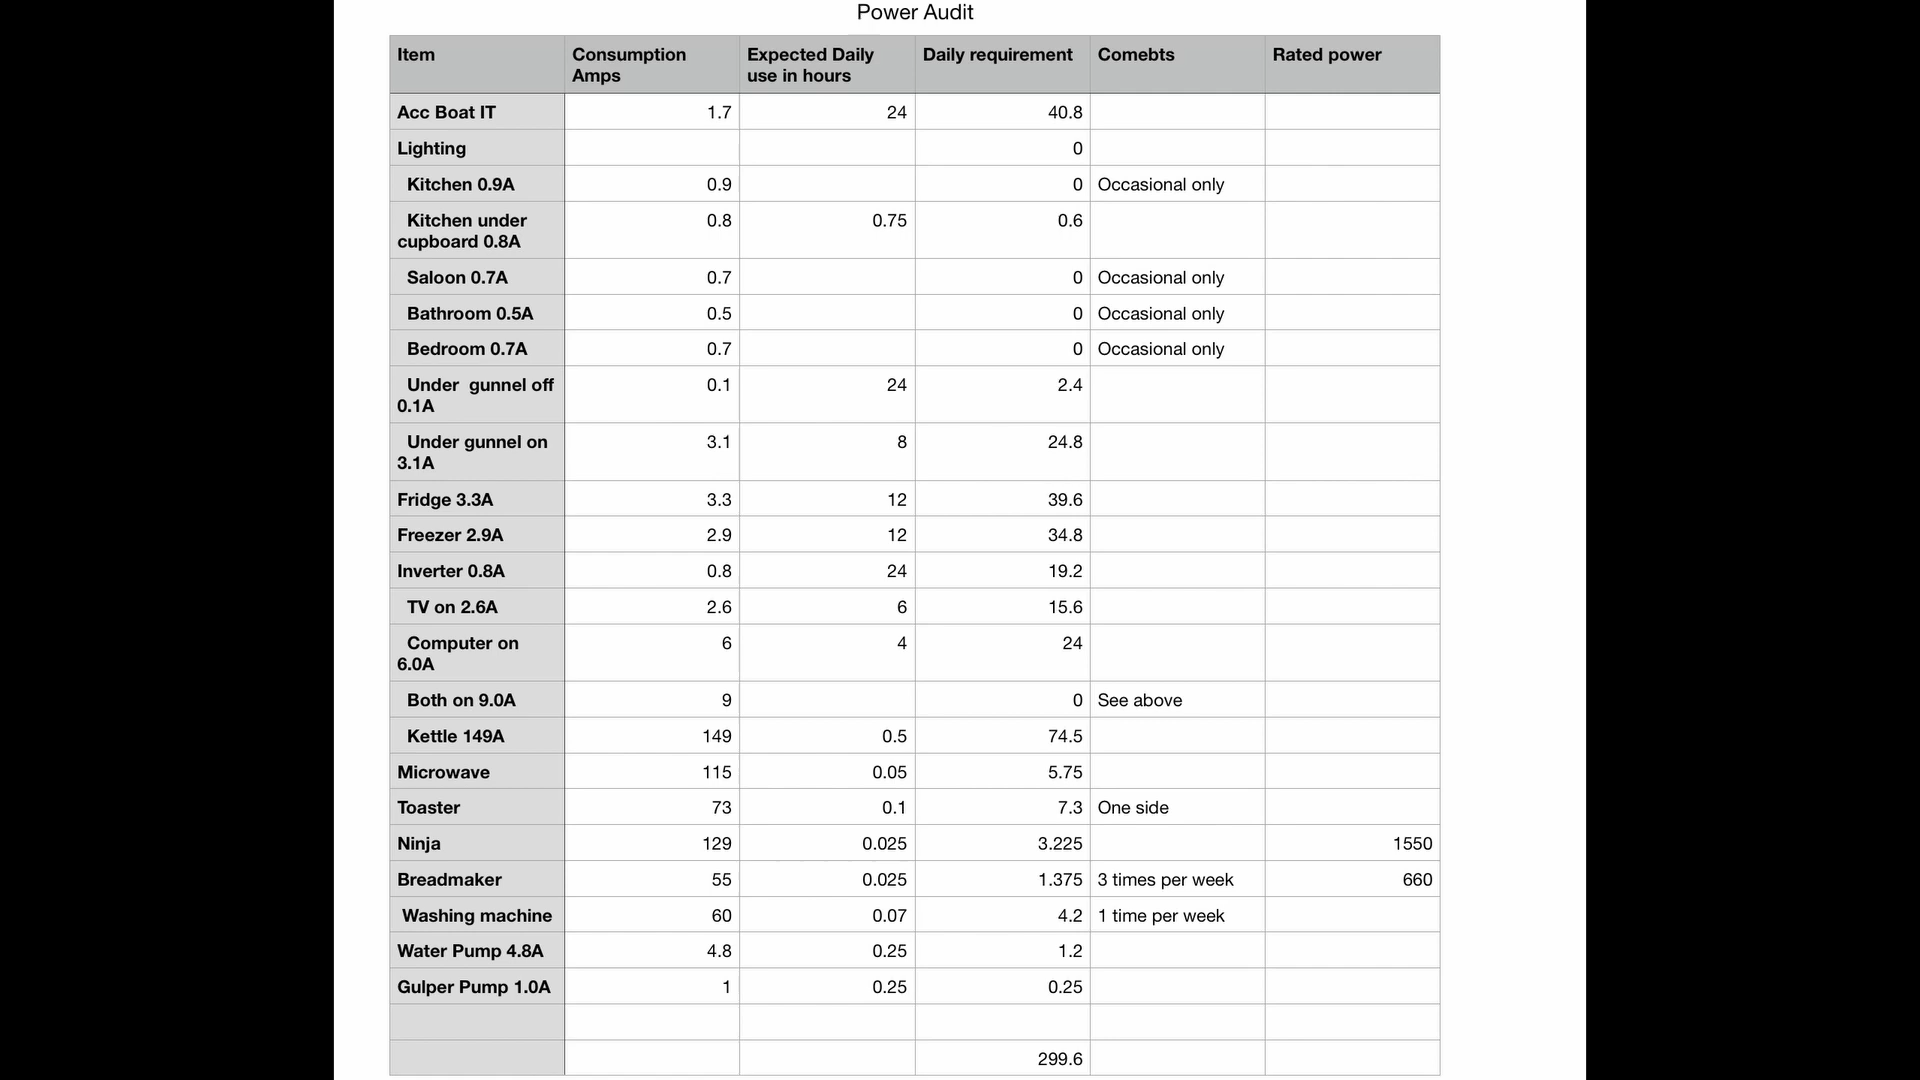 Power Audit
Item Consumption Amps Expected Daily use in hours Daily requirement Comebts Rated power
Acc Boat IT 1.7 24 40.8
Lighting 0
Kitchen 0.9A 0.9 0 Occasional only
Kitchen under cupboard 0.8A 0.8 0.75 0.6
Saloon 0.7A 0.7 0 Occasional only
Bathroom 0.5A 0.5 0 Occasional only
Bedroom 0.7A 0.7 0 Occasional only
Under gunnel off 0.1A 0.1 24 2.4
Under gunnel on 3.1A 3.1 8 24.8
Fridge 3.3A 3.3 12 39.6
Freezer 2.9A 2.9 12 34.8
Inverter 0.8A 0.8 24 19.2
TV on 2.6A 2.6 6 15.6
Computer on 6.0A 6 4 24
Both on 9.0A 9 0 See above
Kettle 149A 149 0.5 74.5
Microwave 115 0.05 5.75
Toaster 73 0.1 7.3 One side
Ninja 129 0.025 3.225 1550
Breadmaker 55 0.025 1.375 3 times per week 660
Washing machine 60 0.07 4.2 1 time per week
Water Pump 4.8A 4.8 0.25 1.2
Gulper Pump 1.0A 1 0.25 0.25
299.6